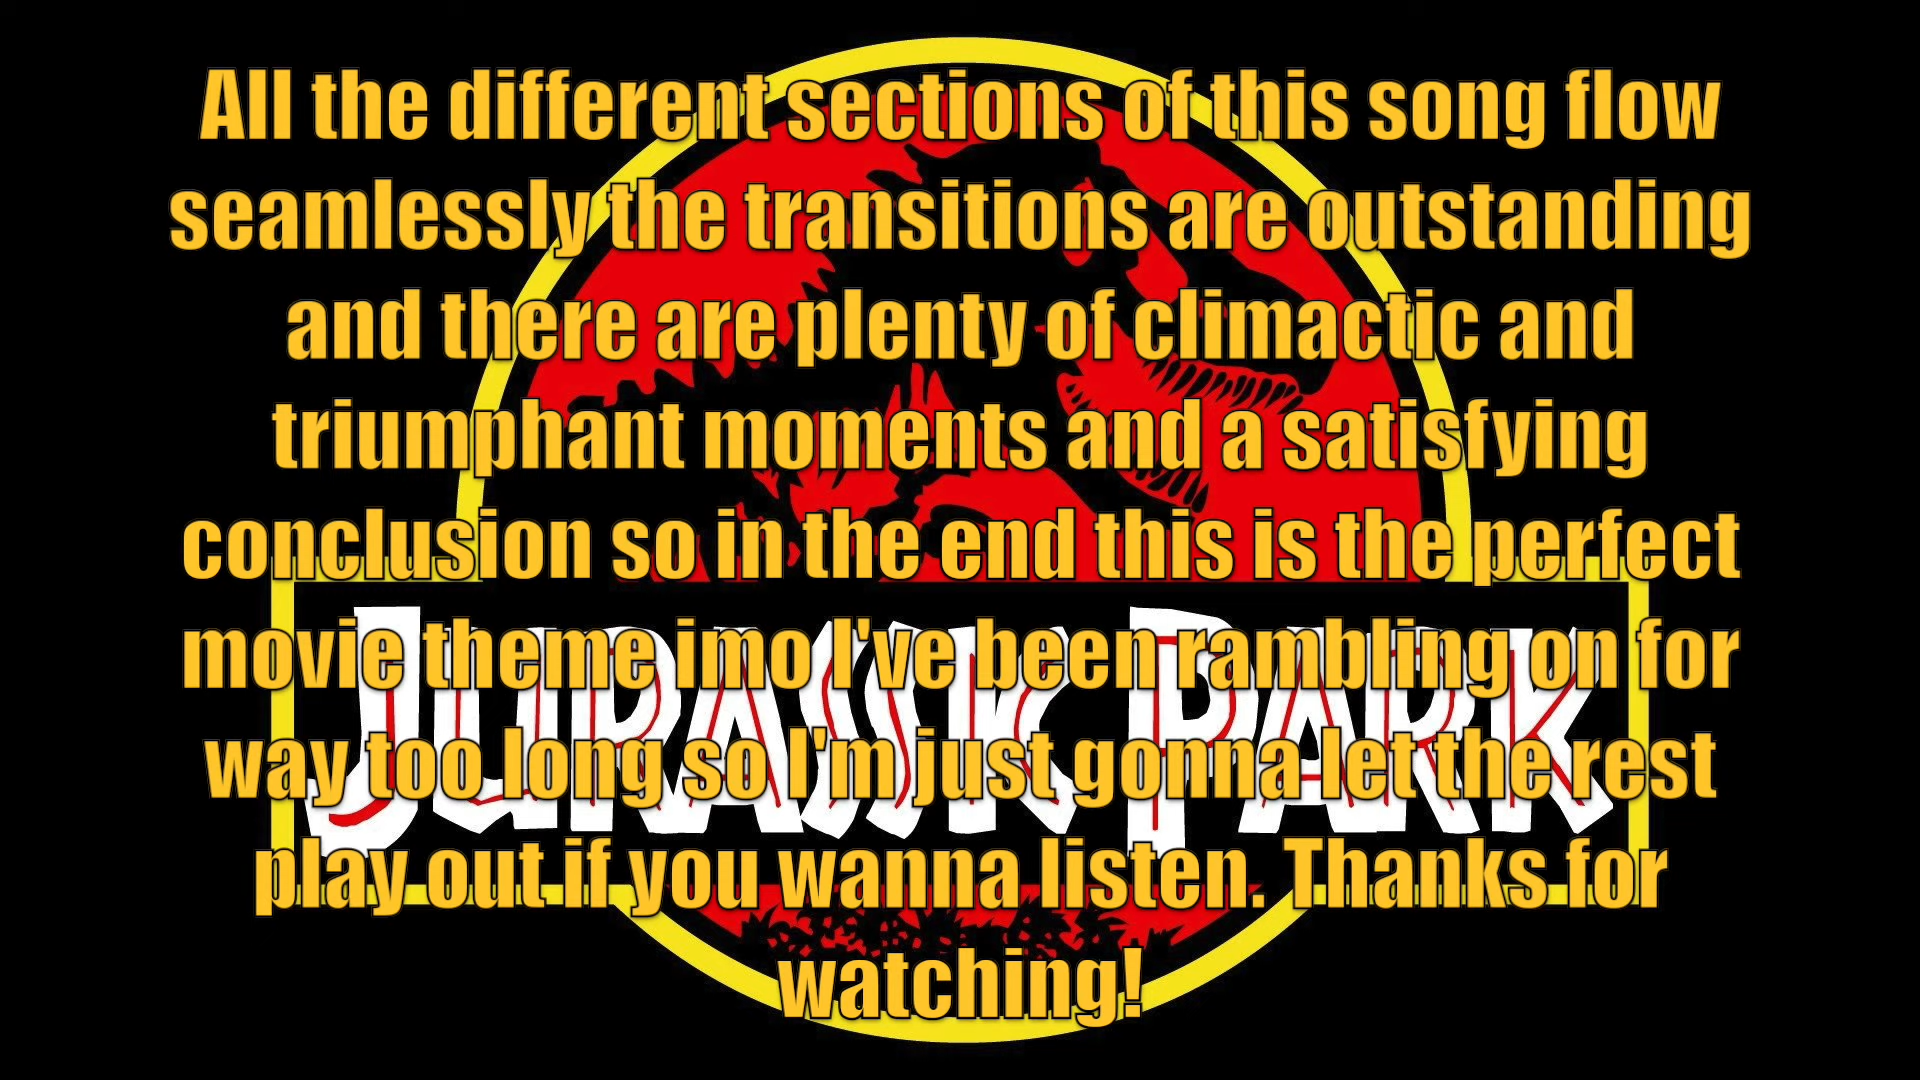 All the different sections of this song flow
seamlessly the transitions are outstanding
and there are plenty of climactic and
triumphant moments and a satisfying
conclusion so in the end this is the perfect
movie theme imo I've been rambling on for
way too long so I'm just gonna let the rest
play out if you wanna listen. Thanks for
watching!
JURASSIC PARK